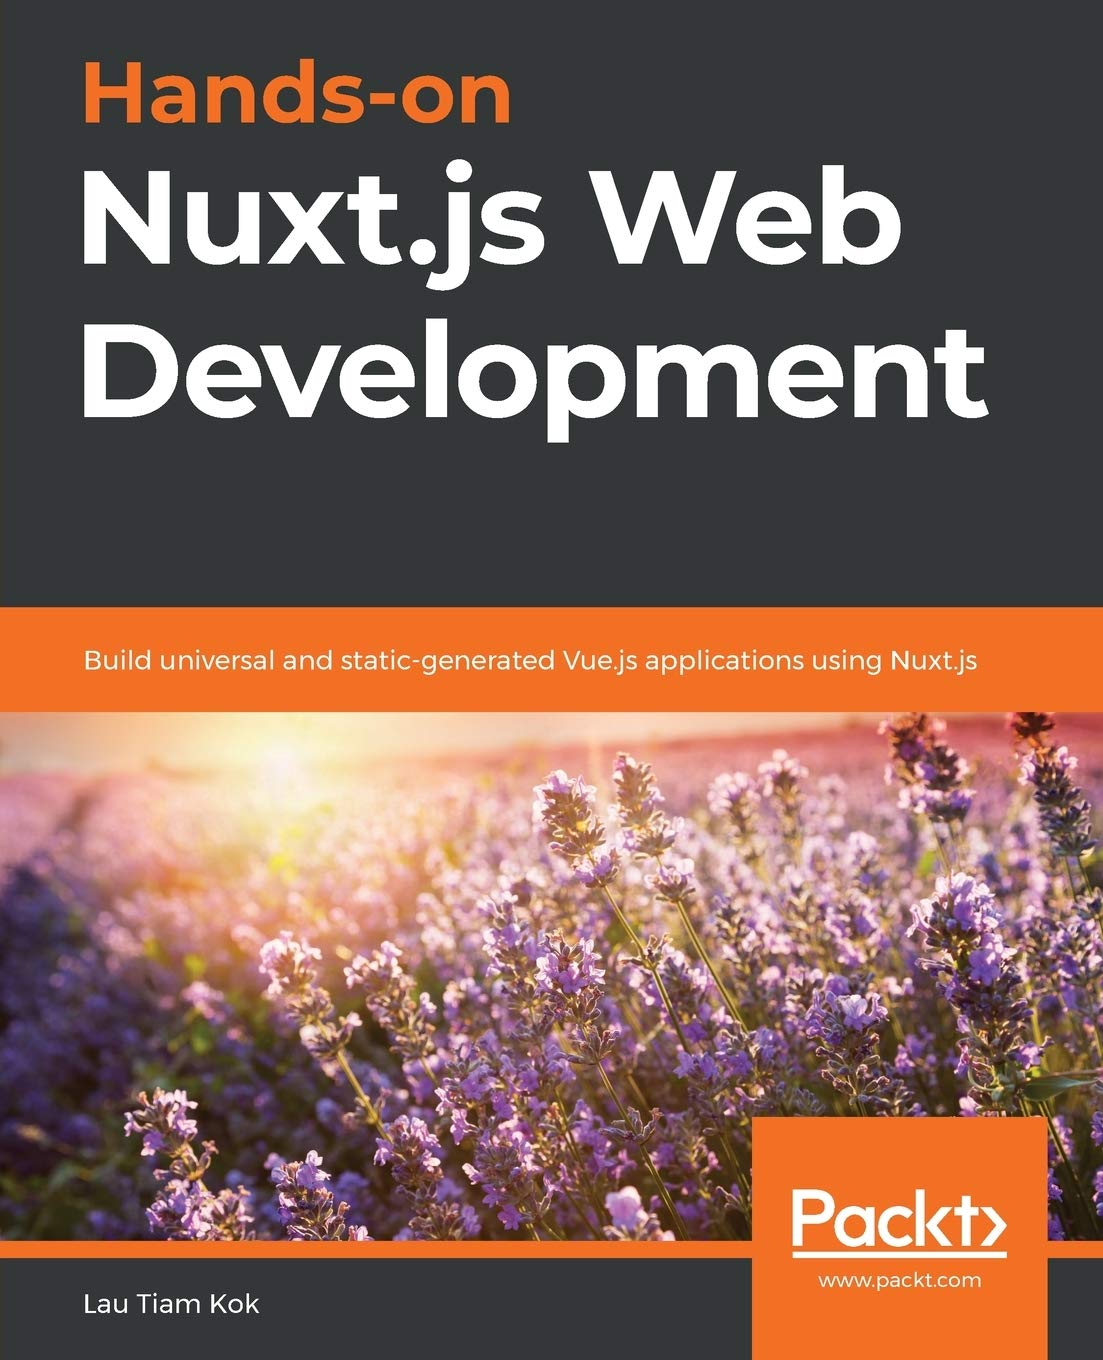 Hands-on
Nuxt.js Web
Development
Build universal and static-generated Vue.js applications using Nuxt.js
Packt>
www.packt.com
Lau Tiam Kok